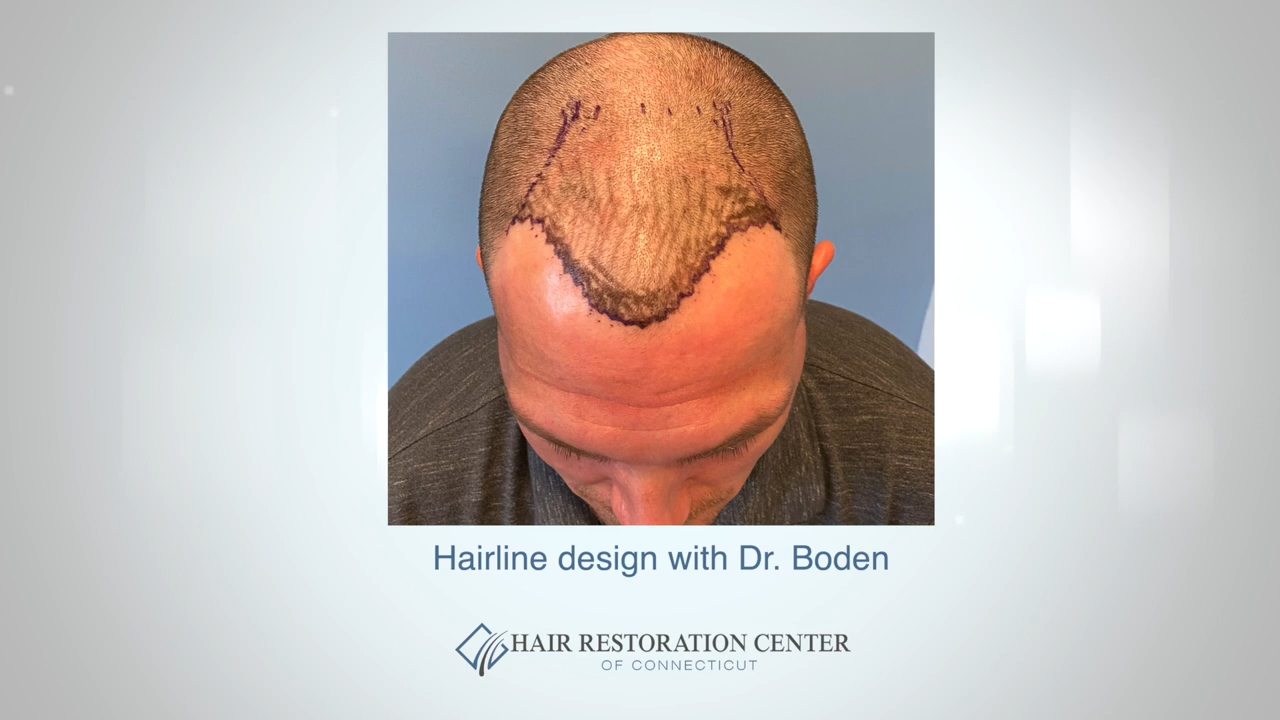 Hairline design with Dr. Boden
HAIR RESTORATION CENTER
OF CONNECTICUT